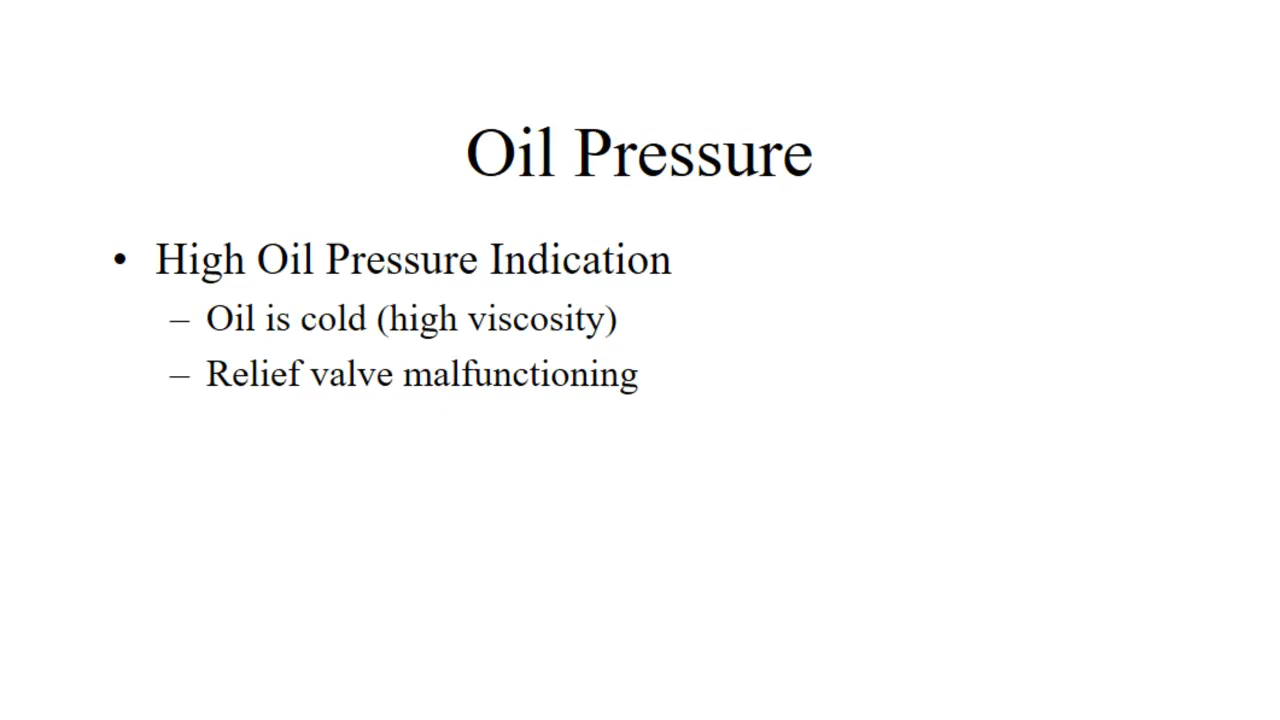 Oil Pressure
• High Oil Pressure Indication
– Oil is cold (high viscosity)
– Relief valve malfunctioning